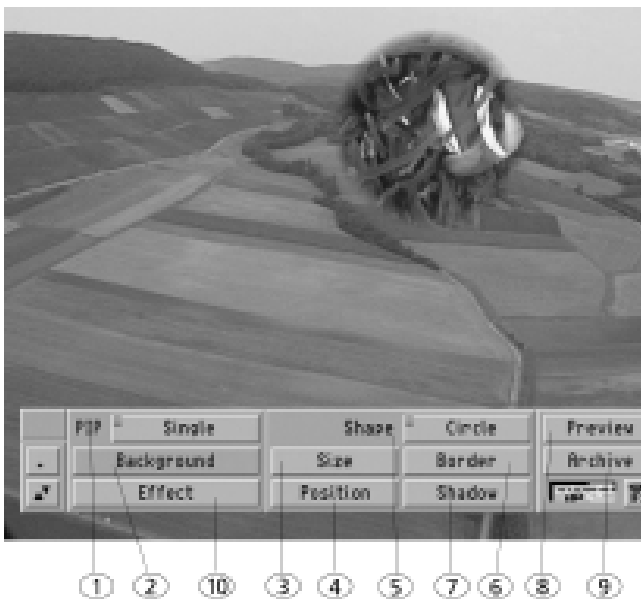 PIP Single Shape Circle Preview
Background Size Border Archive
Effect Position Shadow
1 2 10 3 4 5 7 6 8 9